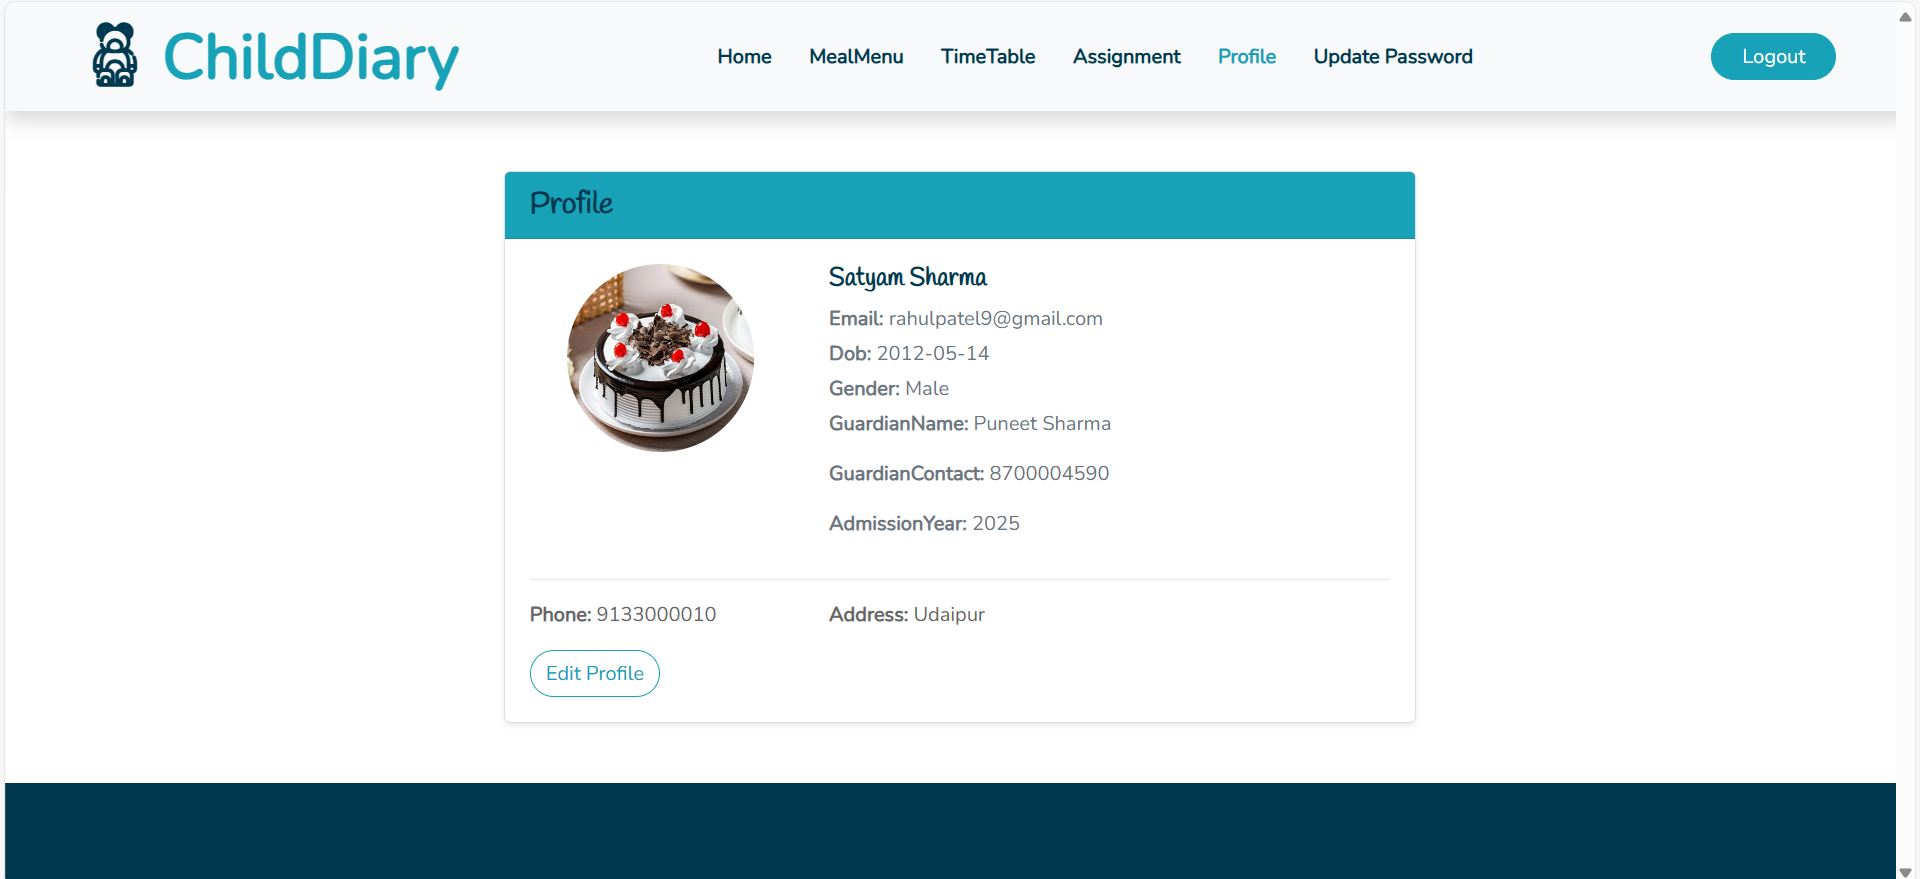 ChildDiary
Home MealMenu TimeTable Assignment Profile Update Password
Logout
Profile
Satyam Sharma
Email: rahulpatel9@gmail.com
Dob: 2012-05-14
Gender: Male
GuardianName: Puneet Sharma
GuardianContact: 8700004590
AdmissionYear: 2025
Phone: 9133000010
Address: Udaipur
Edit Profile